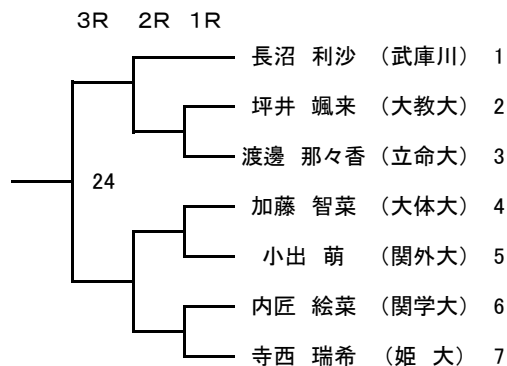 3R 2R 1R
長沼 利沙 (武庫川) 1
坪井 颯来 (大教大) 2
渡邊 那々香 (立命大) 3
24
加藤 智菜 (大体大) 4
小出 萌 (関外大) 5
内匠 絵菜 (関学大) 6
寺西 瑞希 (姫 大) 7